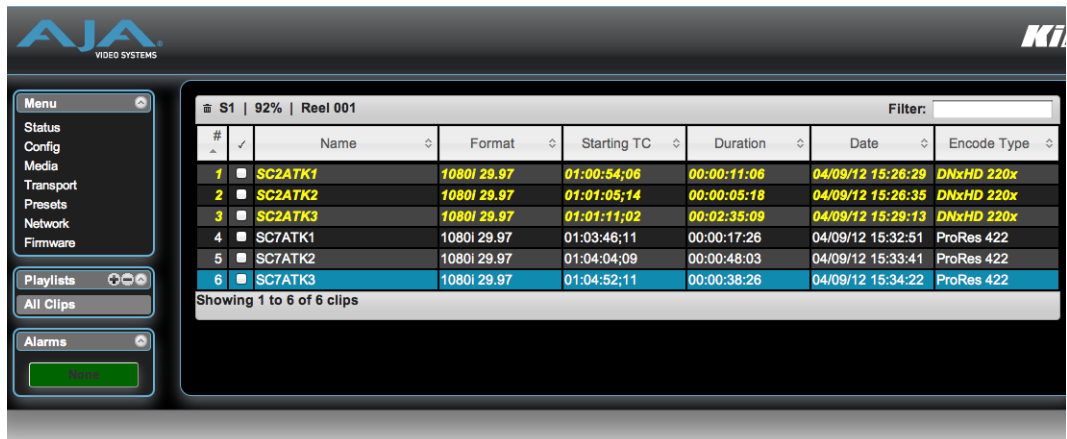 AJA
VIDEO SYSTEMS
Menu
Status
Config
Media
Transport
Presets
Network
Firmware
Playlists
All Clips
Alarms
None
S1 | 92% | Reel 001 Filter:
# ✓ Name Format Starting TC Duration Date Encode Type
1 SC2ATK1 1080I 29.97 01:00:54;06 00:00:11:06 04/09/12 15:26:29 DNxHD 220x
2 SC2ATK2 1080I 29.97 01:01:05;14 00:00:05:18 04/09/12 15:26:35 DNxHD 220x
3 SC2ATK3 1080I 29.97 01:01:11;02 00:02:35:09 04/09/12 15:29:13 DNxHD 220x
4 SC7ATK1 1080i 29.97 01:03:46;11 00:00:17:26 04/09/12 15:32:51 ProRes 422
5 SC7ATK2 1080i 29.97 01:04:04;09 00:00:48:03 04/09/12 15:33:41 ProRes 422
6 SC7ATK3 1080i 29.97 01:04:52;11 00:00:38:26 04/09/12 15:34:22 ProRes 422
Showing 1 to 6 of 6 clips